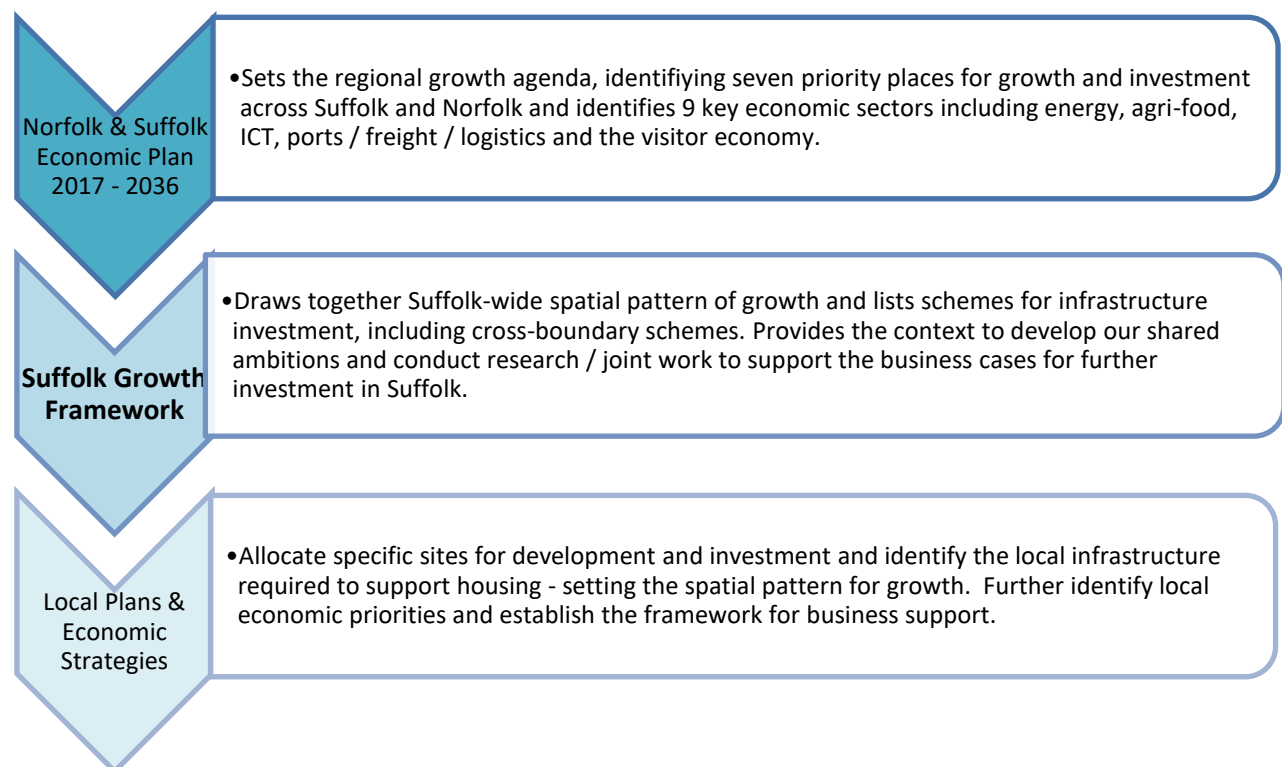 Norfolk & Suffolk
Economic Plan
2017 - 2036
•Sets the regional growth agenda, identifiying seven priority places for growth and investment
across Suffolk and Norfolk and identifies 9 key economic sectors including energy, agri-food,
ICT, ports / freight / logistics and the visitor economy.
Suffolk Growth
Framework
•Draws together Suffolk-wide spatial pattern of growth and lists schemes for infrastructure
investment, including cross-boundary schemes. Provides the context to develop our shared
ambitions and conduct research / joint work to support the business cases for further
investment in Suffolk.
Local Plans &
Economic
Strategies
•Allocate specific sites for development and investment and identify the local infrastructure
required to support housing - setting the spatial pattern for growth.  Further identify local
economic priorities and establish the framework for business support.